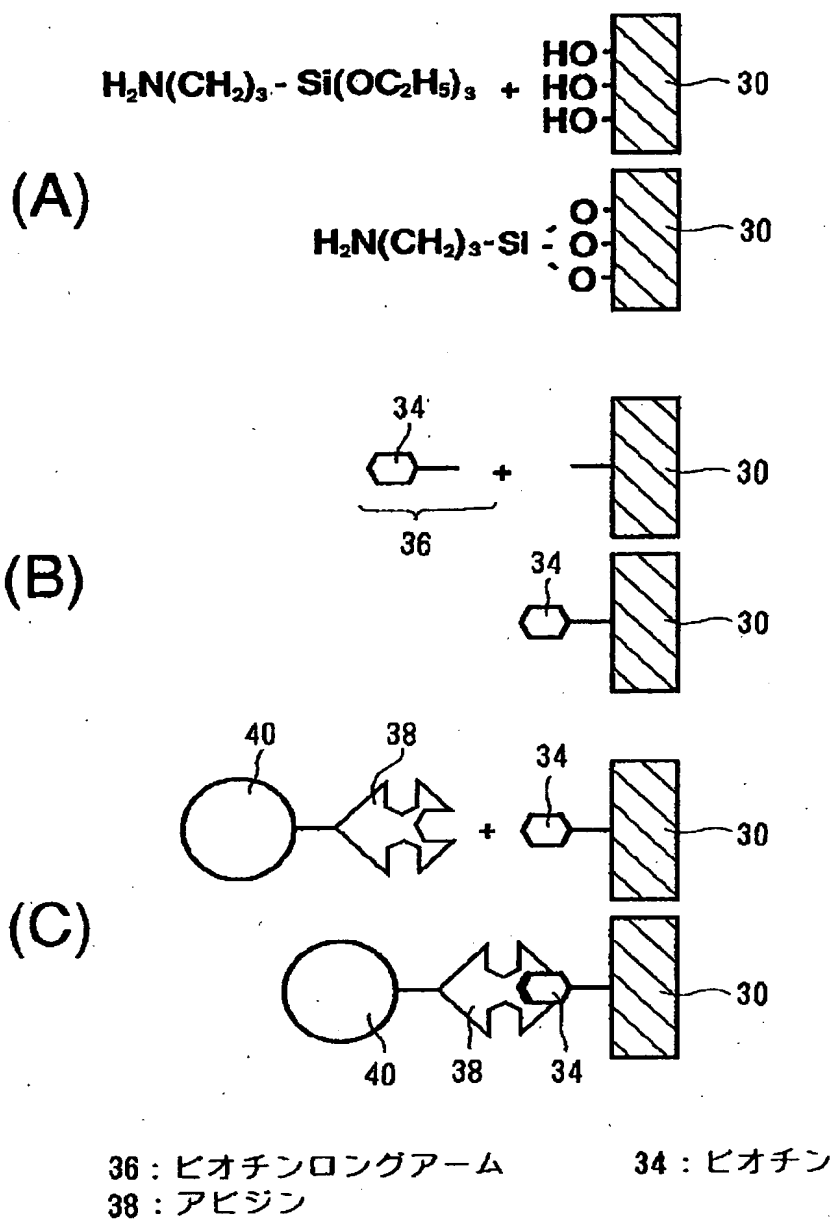 HO
H₂N(CH₂)₃-Si(OC₂H₅)₃ + HO 30
HO
(A)
O
H₂N(CH₂)₃-Si - O 30
O
34
+ 30
36
(B)
34
30
40 38 34
+ 30
(C)
30
40 38 34
36：ビオチンロングアーム 34：ビオチン
38：アビジン